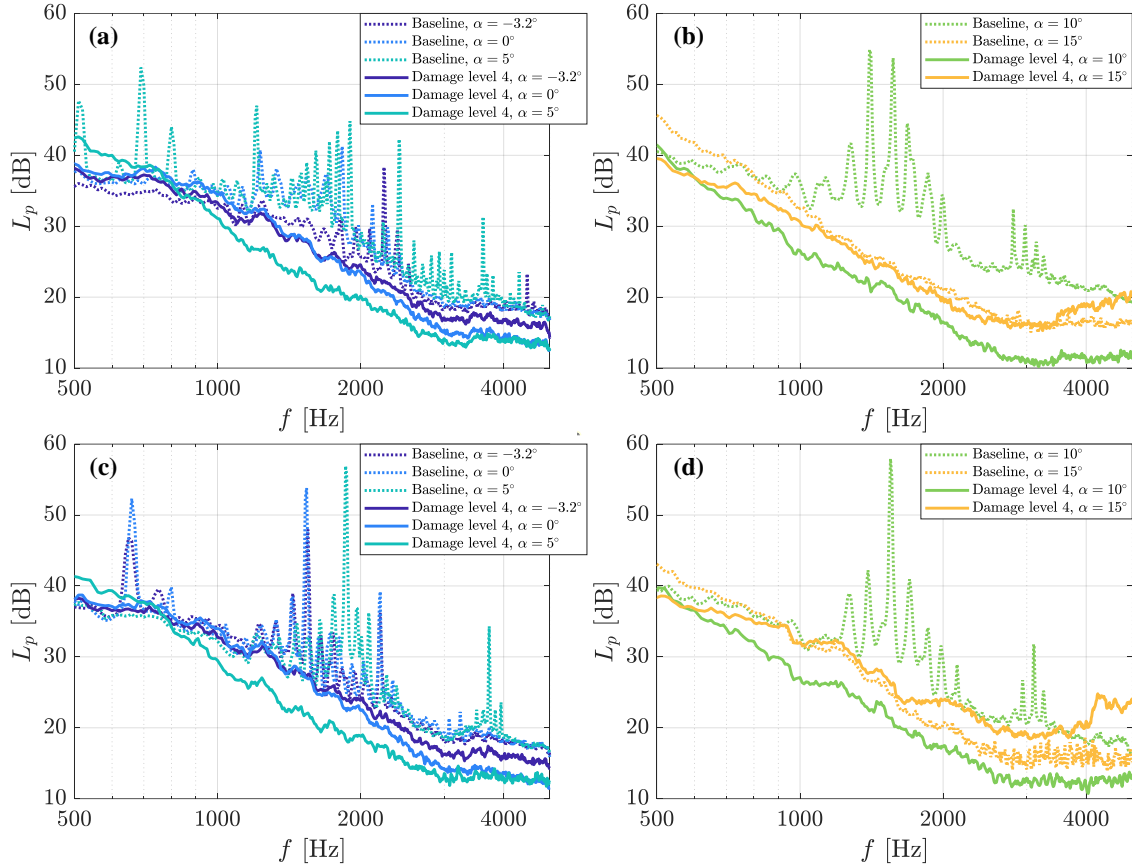 (a)
60
50
40
30
20
10
L_p [dB]
500
1000
2000
4000
f [Hz]
Baseline, α = −3.2°
Baseline, α = 0°
Baseline, α = 5°
Damage level 4, α = −3.2°
Damage level 4, α = 0°
Damage level 4, α = 5°
(b)
60
50
40
30
20
10
L_p [dB]
500
1000
2000
4000
f [Hz]
Baseline, α = 10°
Baseline, α = 15°
Damage level 4, α = 10°
Damage level 4, α = 15°
(c)
60
50
40
30
20
10
L_p [dB]
500
1000
2000
4000
f [Hz]
Baseline, α = −3.2°
Baseline, α = 0°
Baseline, α = 5°
Damage level 4, α = −3.2°
Damage level 4, α = 0°
Damage level 4, α = 5°
(d)
60
50
40
30
20
10
L_p [dB]
500
1000
2000
4000
f [Hz]
Baseline, α = 10°
Baseline, α = 15°
Damage level 4, α = 10°
Damage level 4, α = 15°